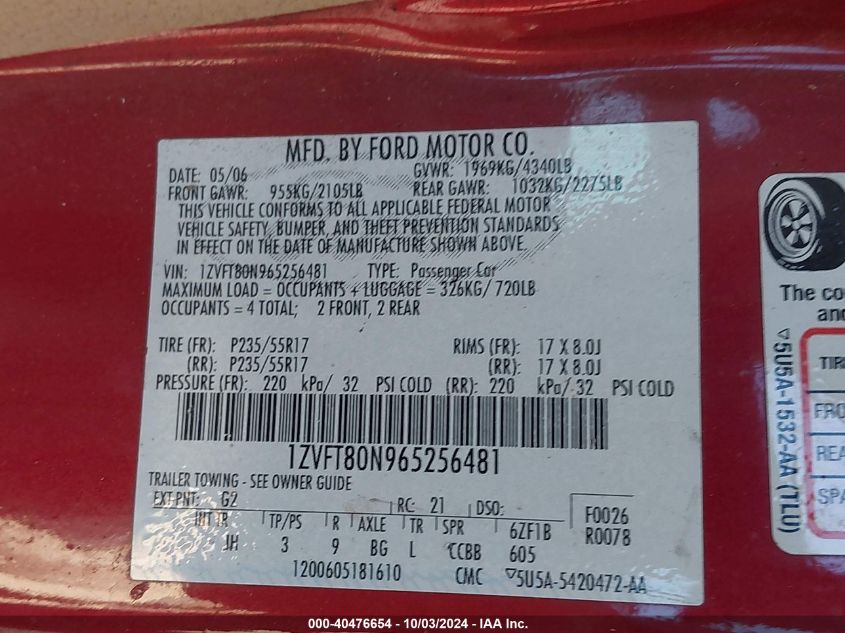 MFD. BY FORD MOTOR CO.
DATE: 05/06 GVWR: 1969KG/4340LB
FRONT GAWR: 955KG/2105LB REAR GAWR: 1032KG/2275LB
THIS VEHICLE CONFORMS TO ALL APPLICABLE FEDERAL MOTOR
VEHICLE SAFETY, BUMPER, AND THEFT PREVENTION STANDARDS
IN EFFECT ON THE DATE OF MANUFACTURE SHOWN ABOVE.
VIN: 1ZVFT80N965256481 TYPE: Passenger Car
MAXIMUM LOAD = OCCUPANTS + LUGGAGE = 326KG/ 720LB
OCCUPANTS = 4 TOTAL; 2 FRONT, 2 REAR
TIRE (FR): P235/55R17 RIMS (FR): 17 X 8.0J
(RR): P235/55R17 (RR): 17 X 8.0J
PRESSURE (FR): 220 kPa/ 32 PSI COLD (RR): 220 kPa/ 32 PSI COLD
1ZVFT80N965256481
TRAILER TOWING - SEE OWNER GUIDE
EXT PNT: G2 RC: 21 DSO: F0026
INT TR TP/PS R AXLE TR SPR 6ZF1B R0078
JH 3 9 BG L CCBB 605
1200605181610 CMC ▽5U5A-5420472-AA
The co
and
▽5U5A-1532-AA (TLU)
TIR
FRO
REA
SPA
000-40476654 - 10/03/2024 - IAA Inc.